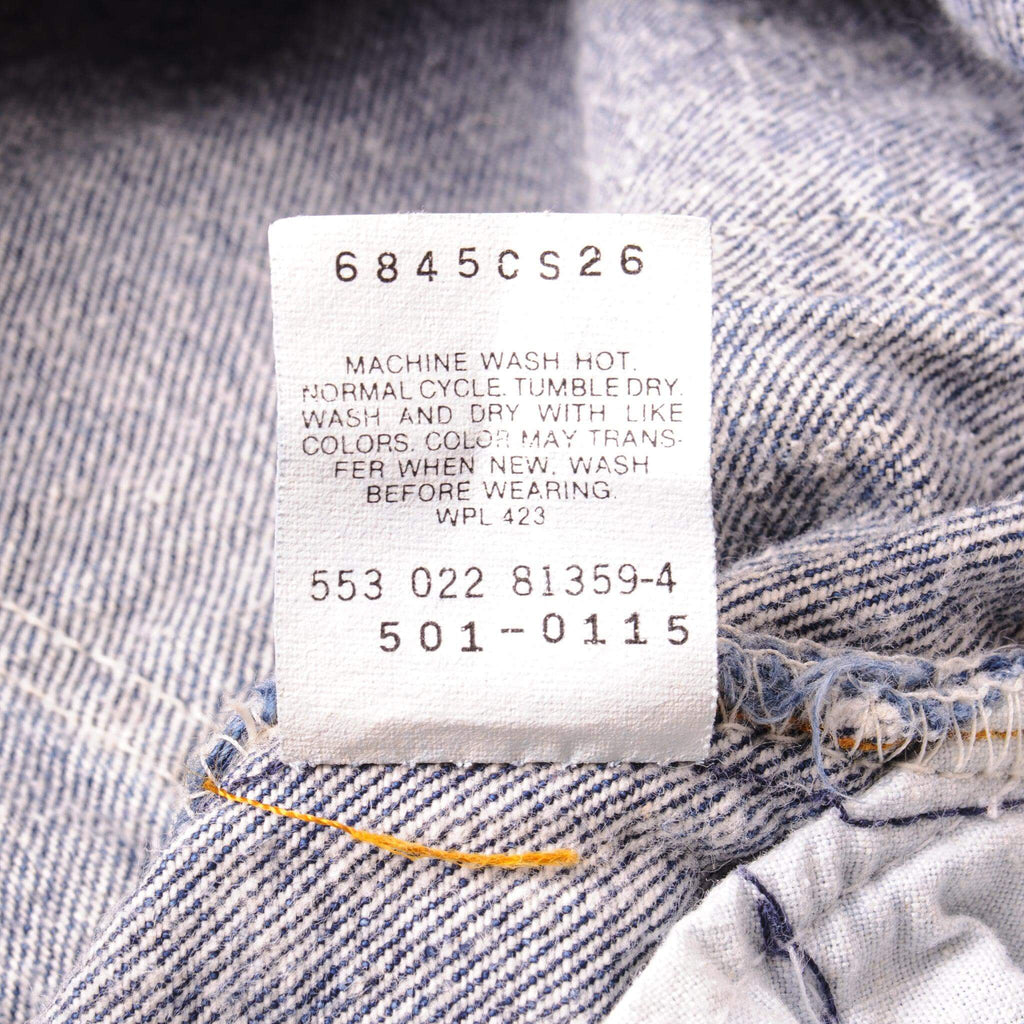 6845CS26
MACHINE WASH HOT.
NORMAL CYCLE. TUMBLE DRY.
WASH AND DRY WITH LIKE
COLORS. COLOR MAY TRANS-
FER WHEN NEW. WASH
BEFORE WEARING.
WPL 423
553 022 81359-4
501-0115